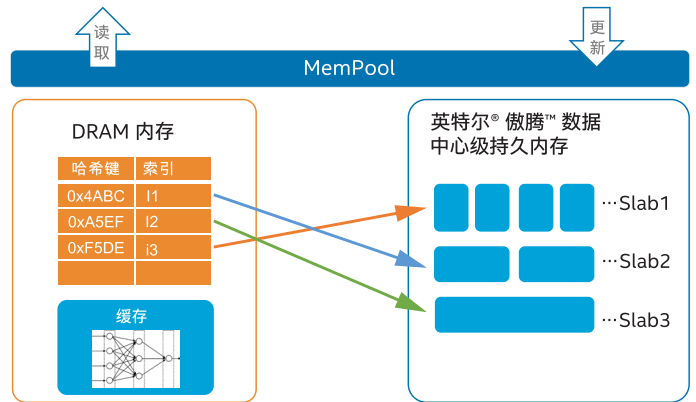 读取
更新
MemPool
DRAM 内存
哈希键 索引
0x4ABC I1
0xA5EF I2
0xF5DE i3
缓存
英特尔® 傲腾™ 数据
中心级持久内存
…Slab1
…Slab2
…Slab3